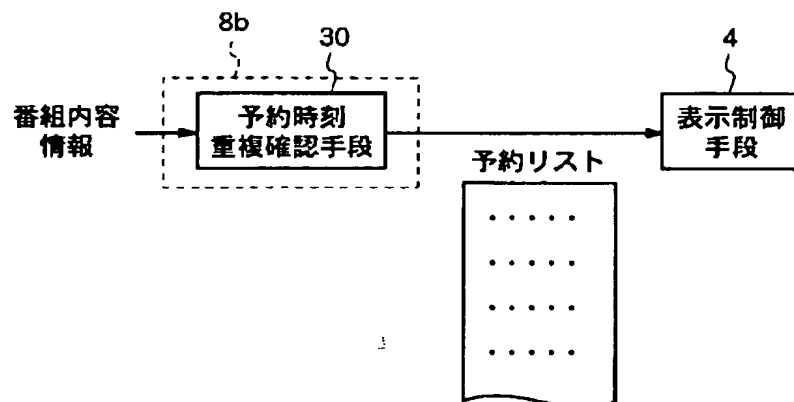 8b
30
4
番組内容
情報
予約時刻
重複確認手段
表示制御
手段
予約リスト